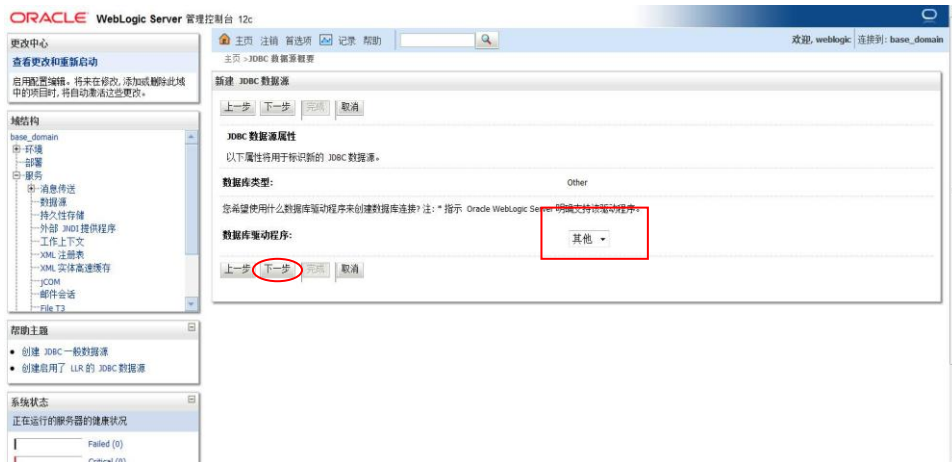 ORACLE WebLogic Server 管理控制台 12c
更改中心
查看更改和重新启动
启用配置编辑。将来在修改, 添加或删除此域
中的项目时, 将自动激活这些更改。
域结构
base_domain
环境
部署
服务
消息传送
数据源
持久性存储
外部 JNDI 提供程序
工作上下文
XML 注册表
XML 实体高速缓存
jCOM
邮件会话
File T3
帮助主题
创建 JDBC 一般数据源
创建启用了 LLR 的 JDBC 数据源
系统状态
正在运行的服务器的健康状况
Failed (0)
Critical (0)
主页 注销 首选项 记录 帮助
欢迎, weblogic 连接到: base_domain
主页 >JDBC 数据源概要
新建 JDBC 数据源
上一步 下一步 完成 取消
JDBC 数据源属性
以下属性将用于标识新的 JDBC 数据源。
数据库类型: Other
您希望使用什么数据库驱动程序来创建数据库连接? 注: * 指示 Oracle WebLogic Server 明确支持该驱动程序。
数据库驱动程序: 其他
上一步 下一步 完成 取消